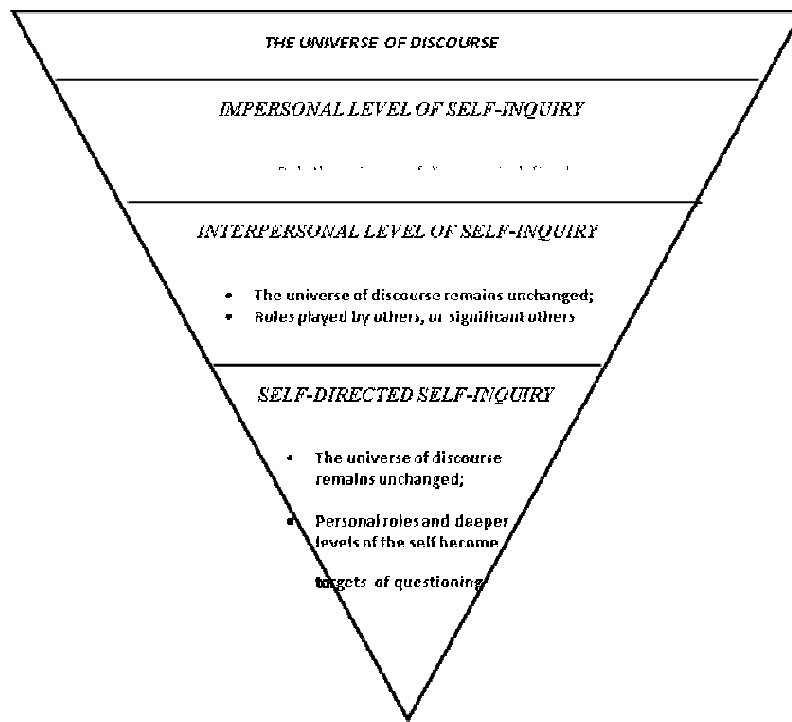 THE UNIVERSE OF DISCOURSE
IMPERSONAL LEVEL OF SELF-INQUIRY
INTERPERSONAL LEVEL OF SELF-INQUIRY
• The universe of discourse remains unchanged;
• Roles played by others, or significant others
SELF-DIRECTED SELF-INQUIRY
• The universe of discourse
remains unchanged;
• Personal roles and deeper
levels of the self become
targets of questioning